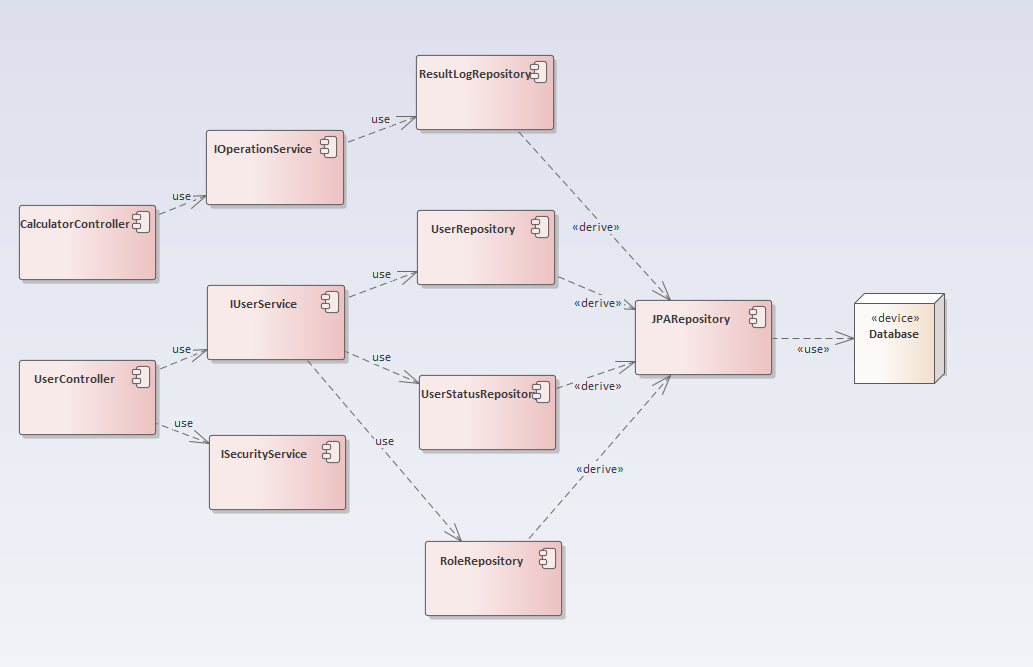 ResultLogRepository
use
IOperationService
use
CalculatorController
«derive»
UserRepository
use
IUserService
«derive»
JPARepository
«device»
Database
«use»
use
UserController
use
UserStatusRepositor
«derive»
use
ISecurityService
use
«derive»
RoleRepository